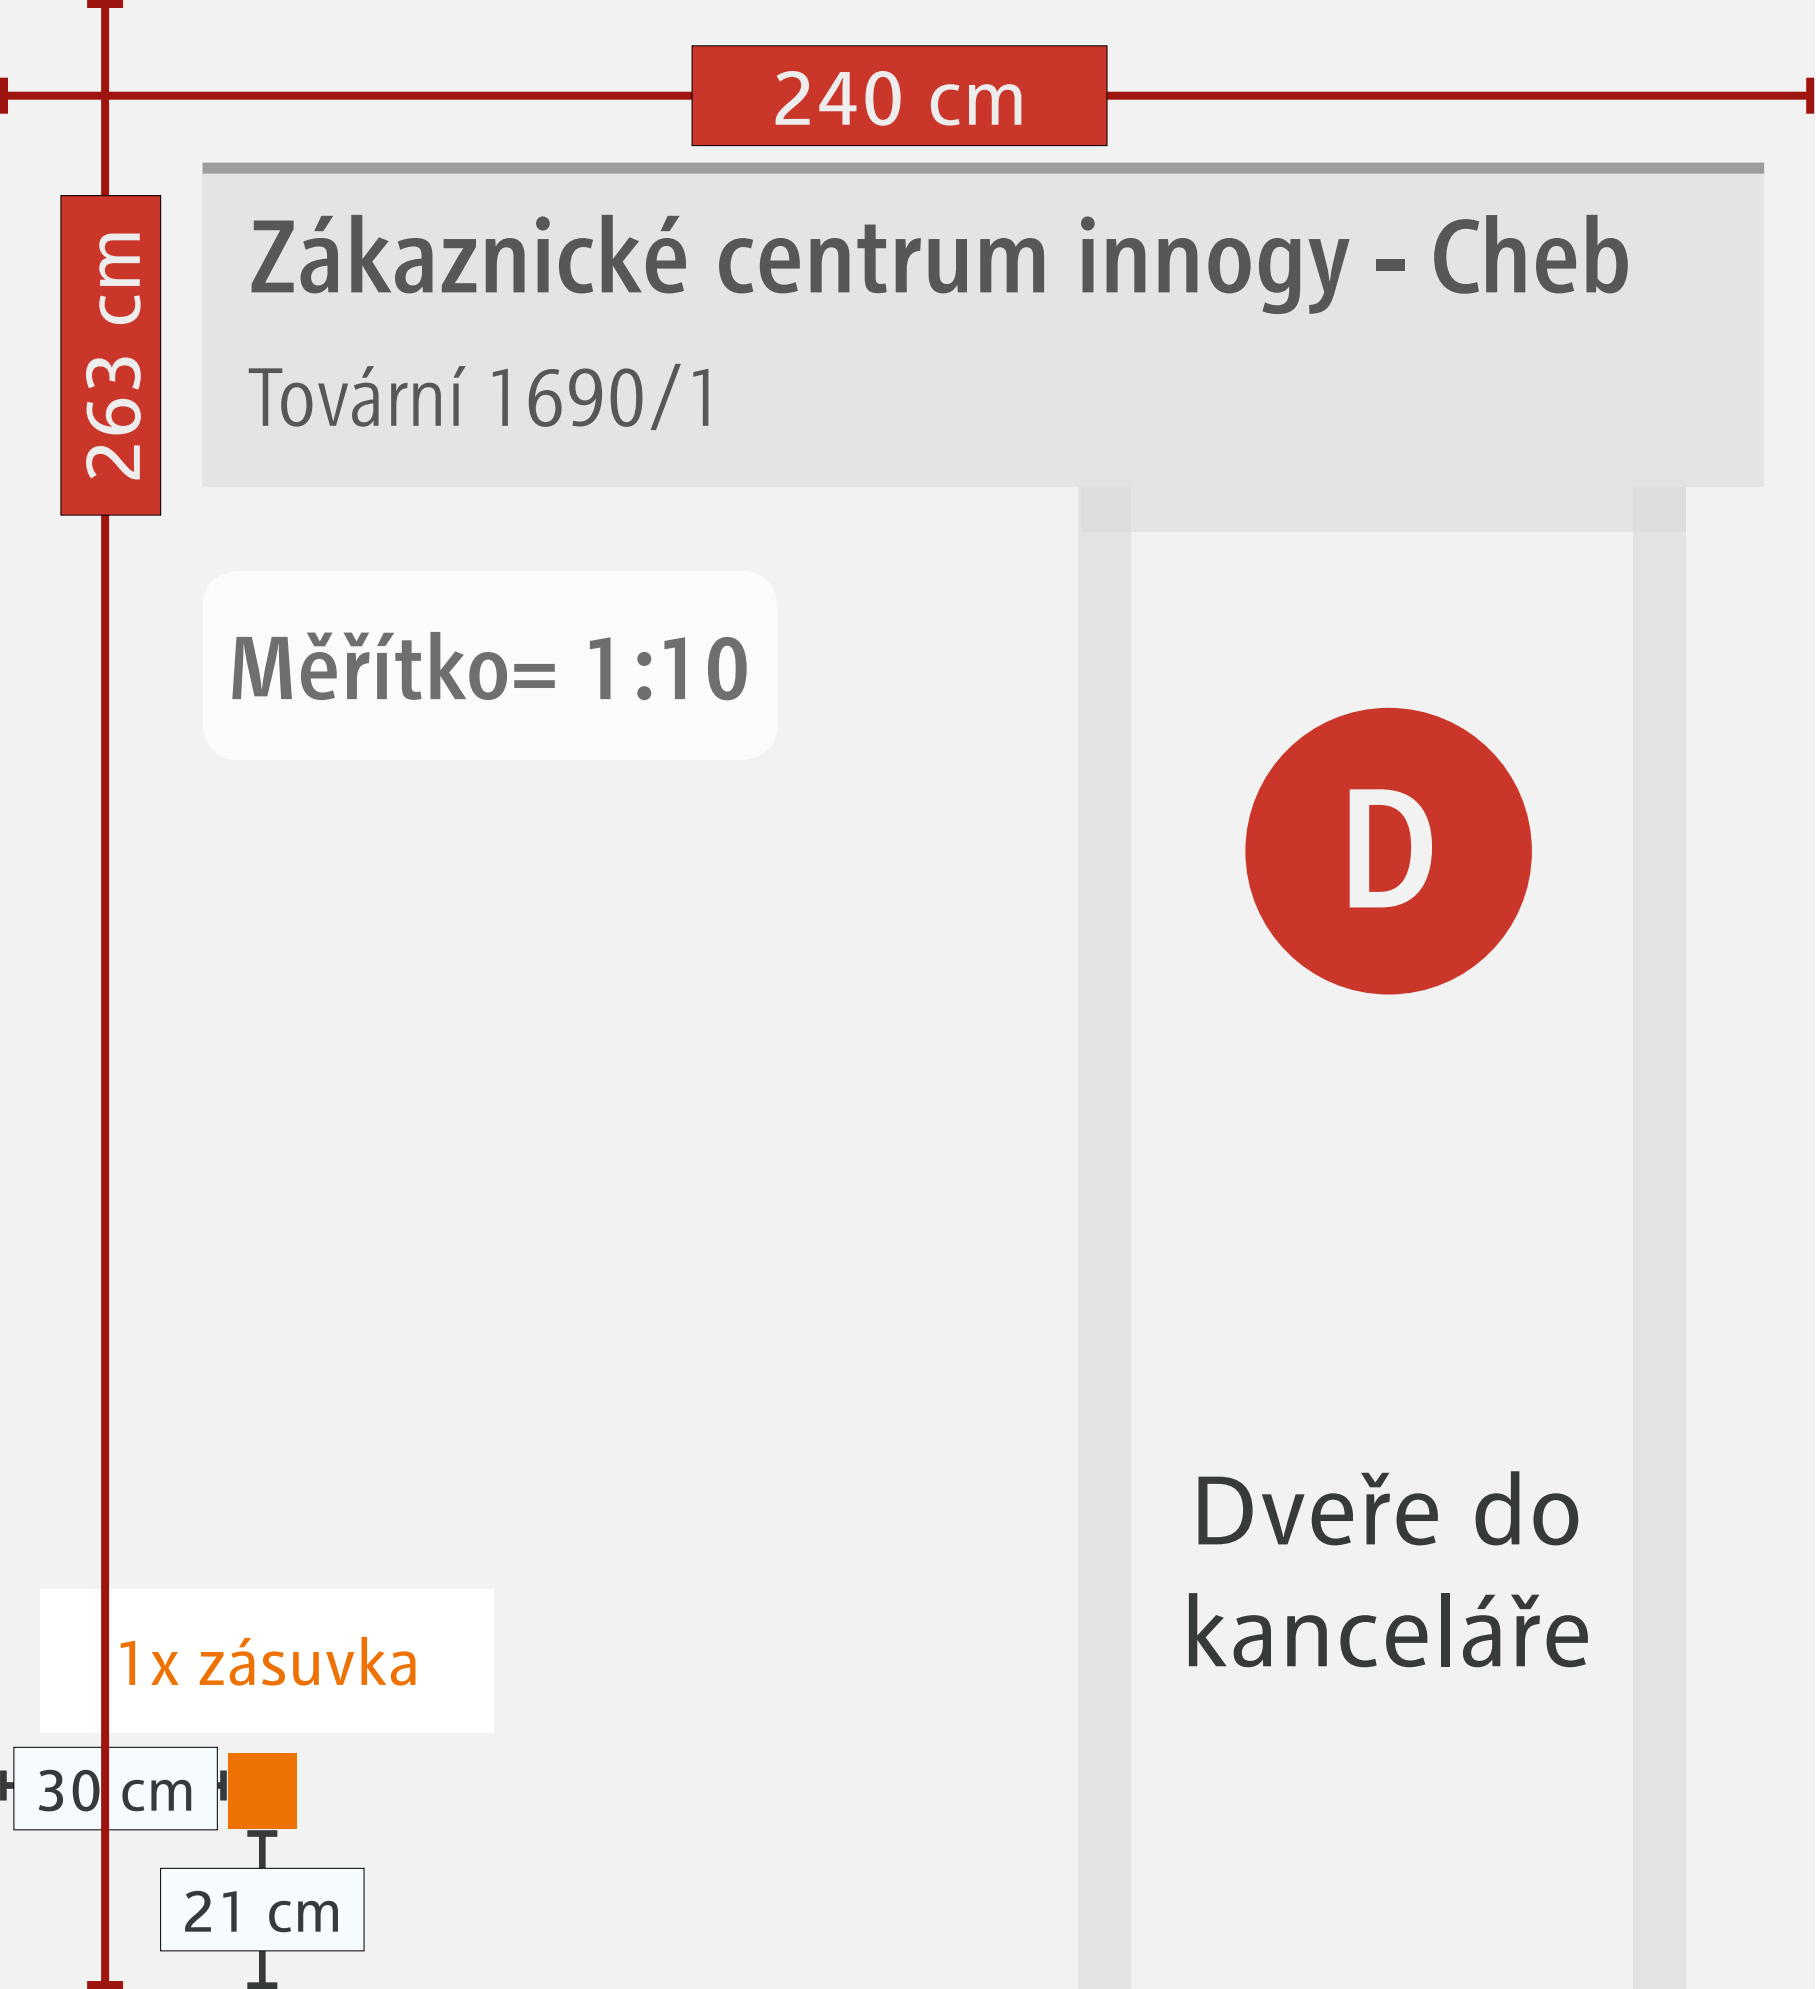 240 cm
263 cm
Zákaznické centrum innogy - Cheb
Tovární 1690/1
Měřítko= 1:10
D
Dveře do
kanceláře
1x zásuvka
30 cm
21 cm